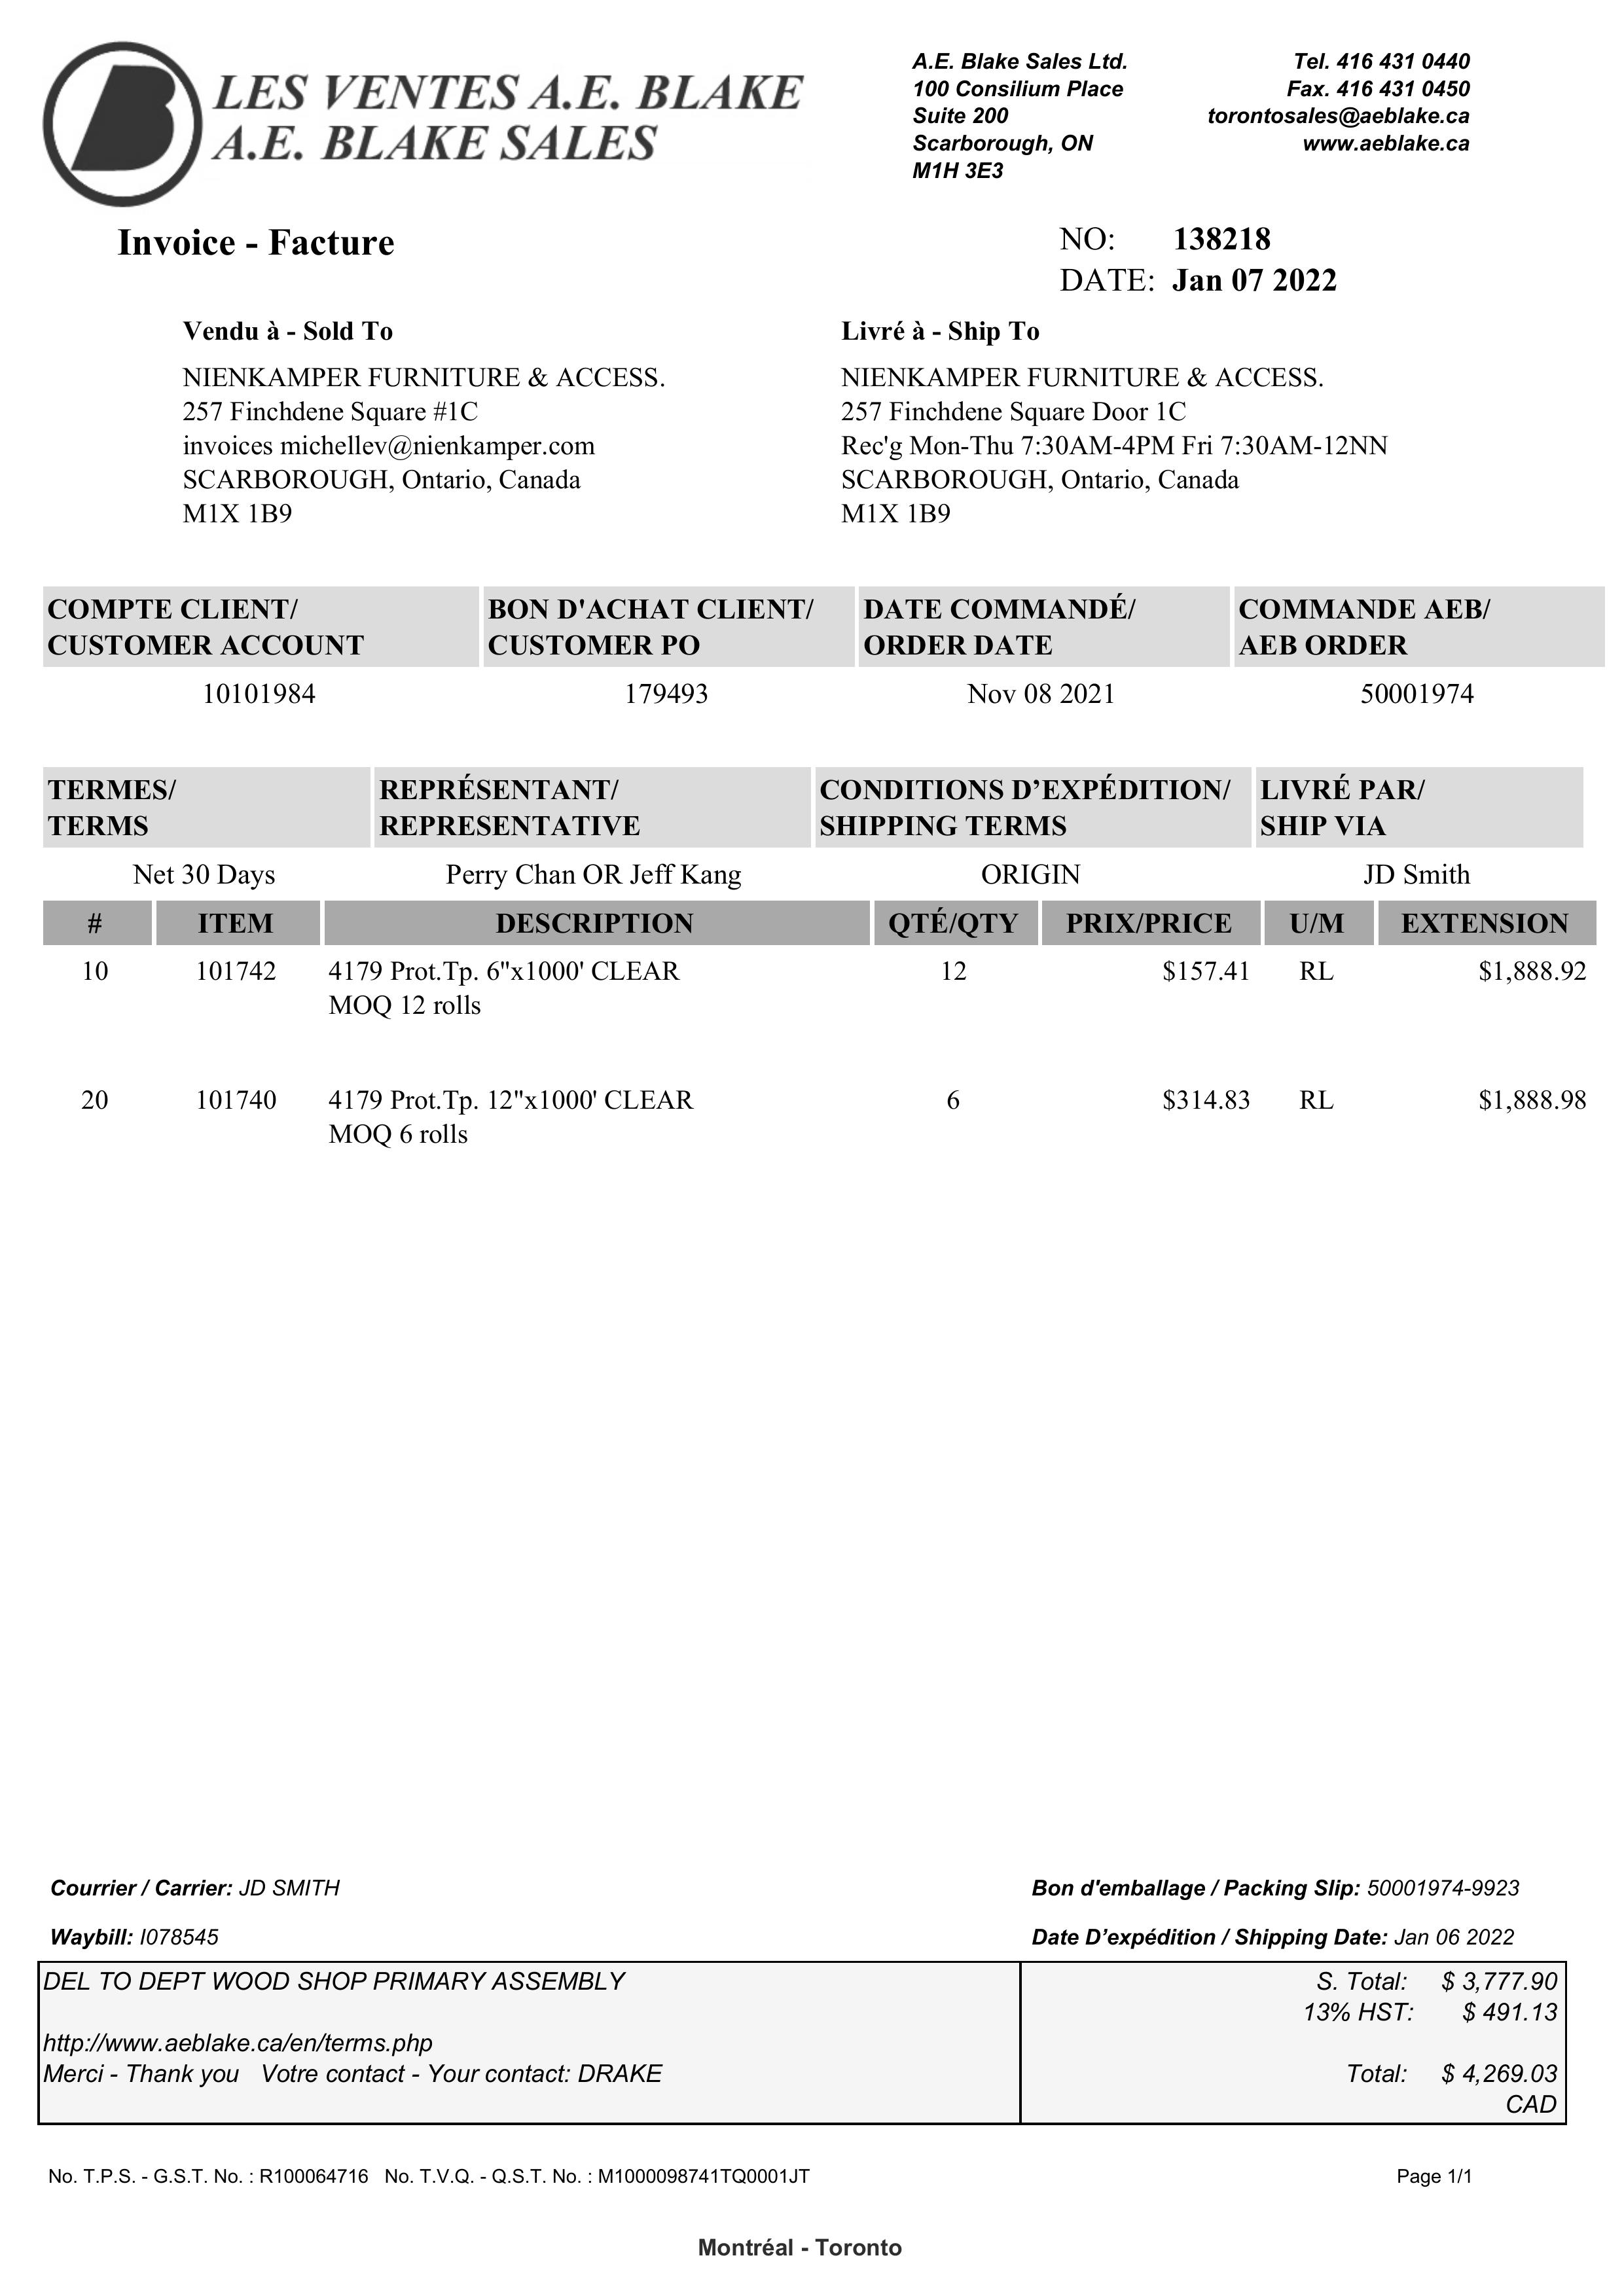 LES VENTES A.E. BLAKE
A.E. BLAKE SALES
A.E. Blake Sales Ltd.
100 Consilium Place
Suite 200
Scarborough, ON
M1H 3E3
Tel. 416 431 0440
Fax. 416 431 0450
torontosales@aeblake.ca
www.aeblake.ca
Invoice - Facture
NO: 138218
DATE: Jan 07 2022
Vendu à - Sold To
NIENKAMPER FURNITURE & ACCESS.
257 Finchdene Square #1C
invoices michellev@nienkamper.com
SCARBOROUGH, Ontario, Canada
M1X 1B9
Livré à - Ship To
NIENKAMPER FURNITURE & ACCESS.
257 Finchdene Square Door 1C
Rec'g Mon-Thu 7:30AM-4PM Fri 7:30AM-12NN
SCARBOROUGH, Ontario, Canada
M1X 1B9
COMPTE CLIENT/ BON D'ACHAT CLIENT/ DATE COMMANDÉ/ COMMANDE AEB/
CUSTOMER ACCOUNT CUSTOMER PO ORDER DATE AEB ORDER
10101984 179493 Nov 08 2021 50001974
TERMES/ REPRÉSENTANT/ CONDITIONS D’EXPÉDITION/ LIVRÉ PAR/
TERMS REPRESENTATIVE SHIPPING TERMS SHIP VIA
Net 30 Days Perry Chan OR Jeff Kang ORIGIN JD Smith
# ITEM DESCRIPTION QTÉ/QTY PRIX/PRICE U/M EXTENSION
10 101742 4179 Prot.Tp. 6"x1000' CLEAR 12 $157.41 RL $1,888.92
MOQ 12 rolls
20 101740 4179 Prot.Tp. 12"x1000' CLEAR 6 $314.83 RL $1,888.98
MOQ 6 rolls
Courrier / Carrier: JD SMITH Bon d'emballage / Packing Slip: 50001974-9923
Waybill: I078545 Date D’expédition / Shipping Date: Jan 06 2022
DEL TO DEPT WOOD SHOP PRIMARY ASSEMBLY S. Total: $ 3,777.90
13% HST: $ 491.13
http://www.aeblake.ca/en/terms.php
Merci - Thank you Votre contact - Your contact: DRAKE Total: $ 4,269.03
CAD
No. T.P.S. - G.S.T. No. : R100064716 No. T.V.Q. - Q.S.T. No. : M1000098741TQ0001JT Page 1/1
Montréal - Toronto